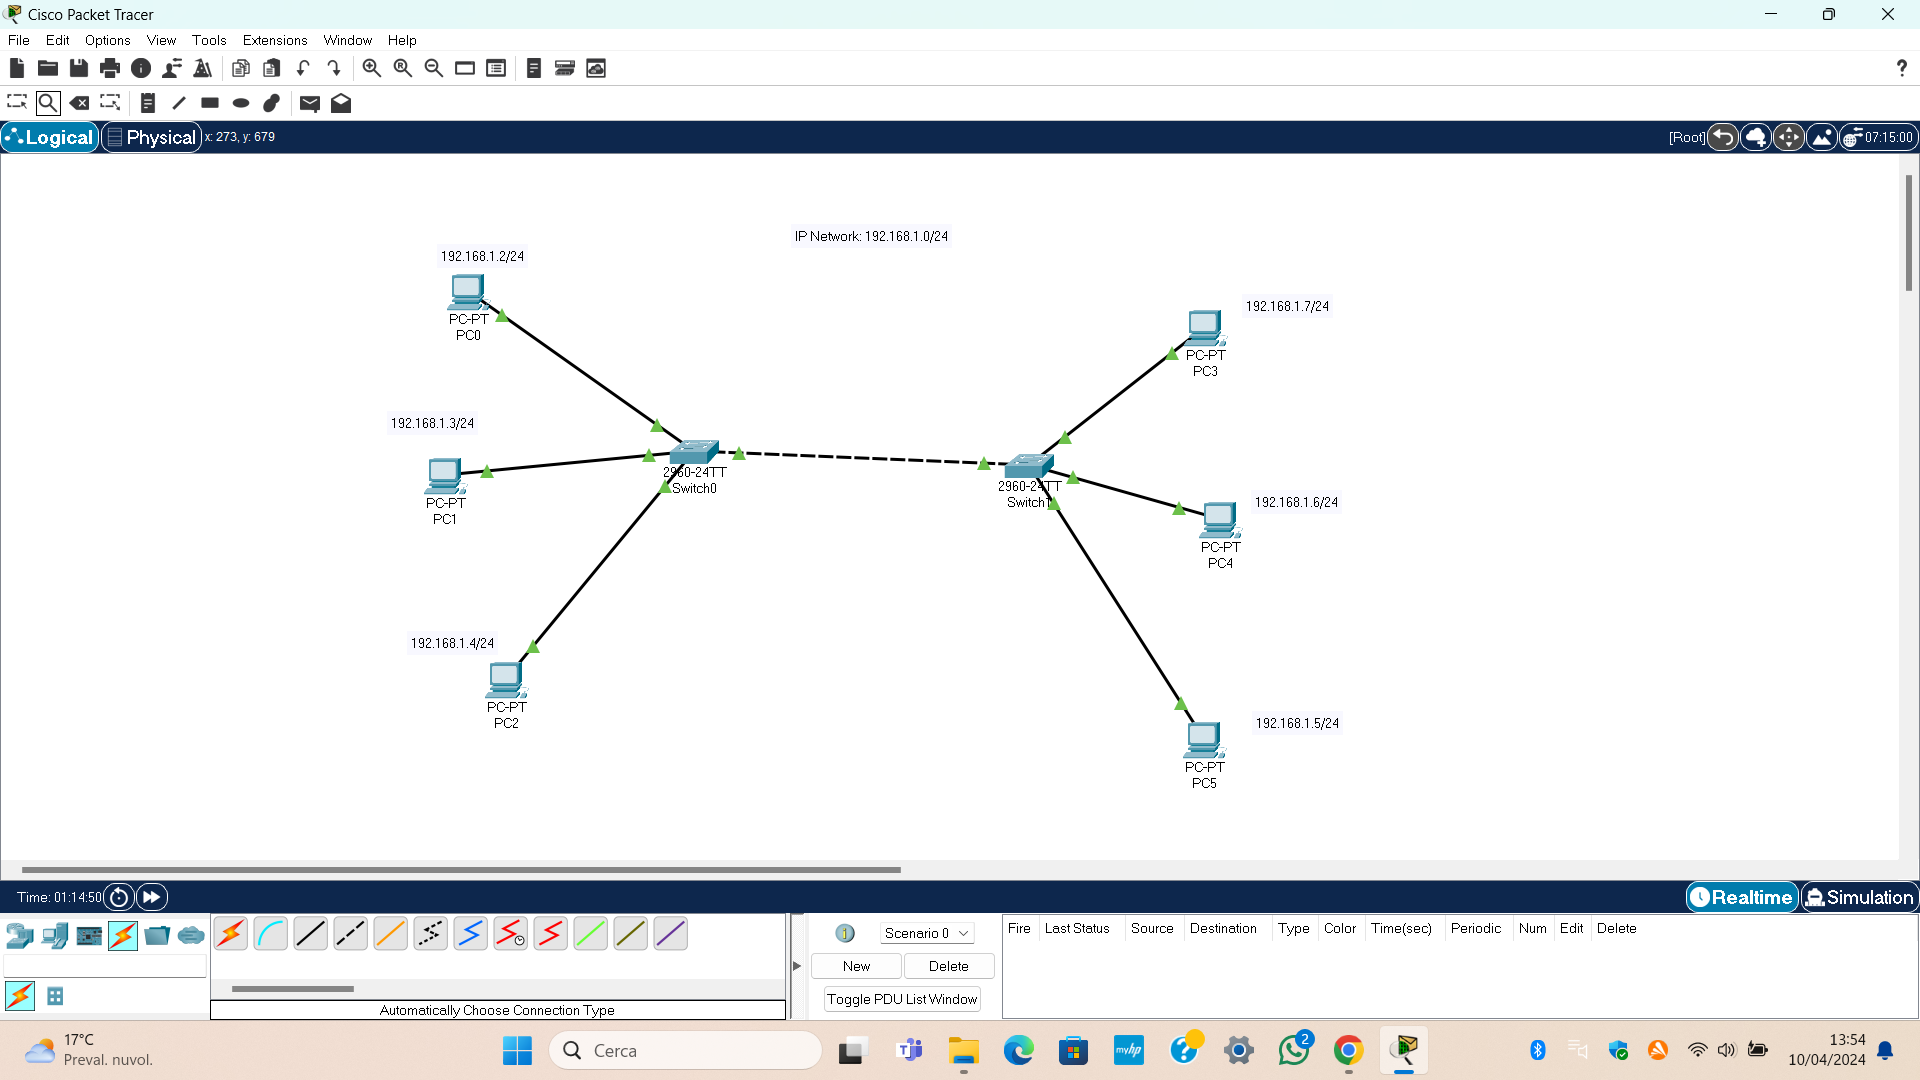 Cisco Packet Tracer
File Edit Options View Tools Extensions Window Help
?
Logical Physical x: 273, y: 679 [Root] 07:15:00
IP Network: 192.168.1.0/24
192.168.1.2/24
PC-PT
PC0
192.168.1.7/24
PC-PT
PC3
192.168.1.3/24
PC-PT
PC1
2960-24TT
Switch0
2960-24TT
Switch1
192.168.1.6/24
PC-PT
PC4
192.168.1.4/24
PC-PT
PC2
192.168.1.5/24
PC-PT
PC5
Time: 01:14:50 Realtime Simulation
Scenario 0
New Delete
Toggle PDU List Window
Fire Last Status Source Destination Type Color Time(sec) Periodic Num Edit Delete
Automatically Choose Connection Type
17°C
Preval. nuvol.
Cerca
myhp
2
13:54
10/04/2024